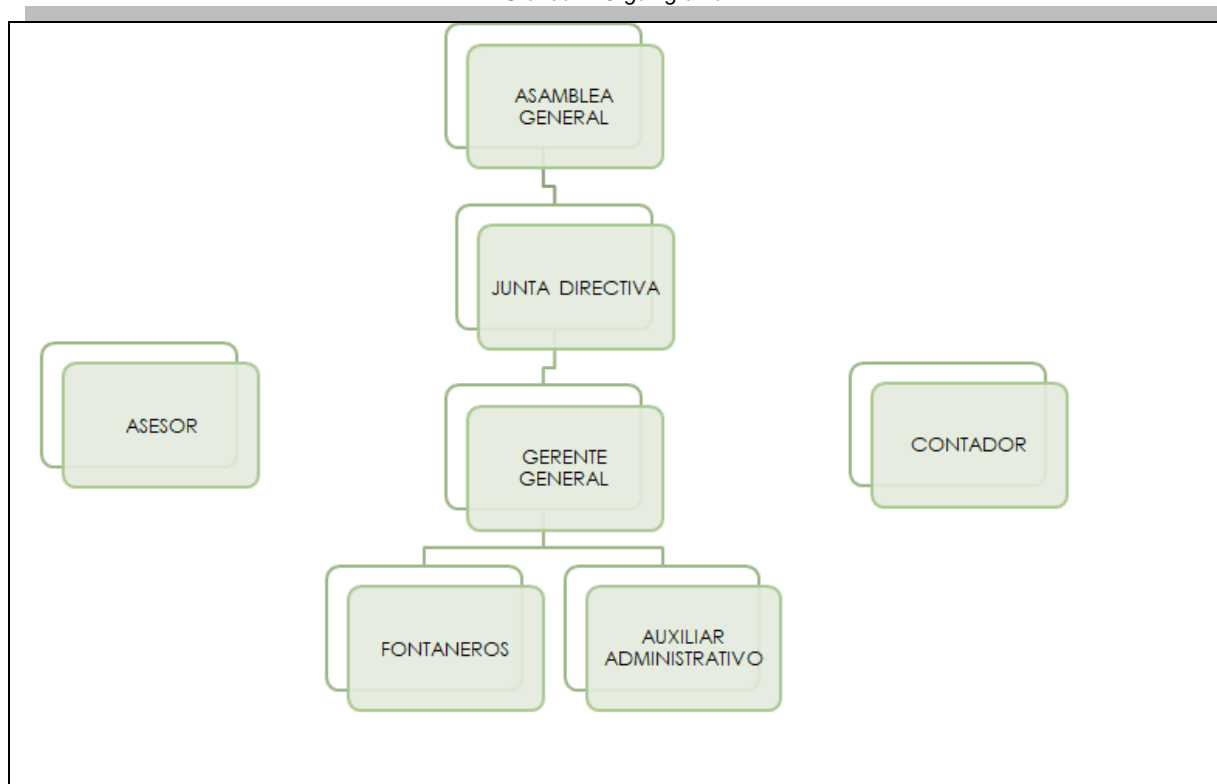 ASAMBLEA
GENERAL
JUNTA DIRECTIVA
ASESOR
GERENTE
GENERAL
CONTADOR
FONTANEROS
AUXILIAR
ADMINISTRATIVO